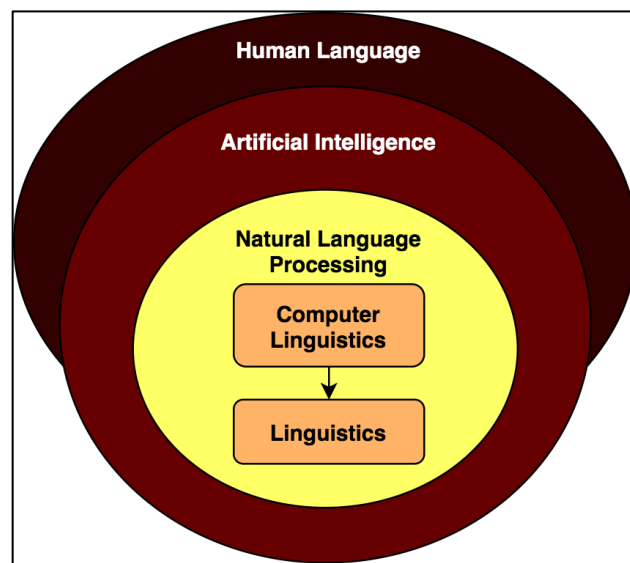 Human Language
Artificial Intelligence
Natural Language
Processing
Computer
Linguistics
Linguistics